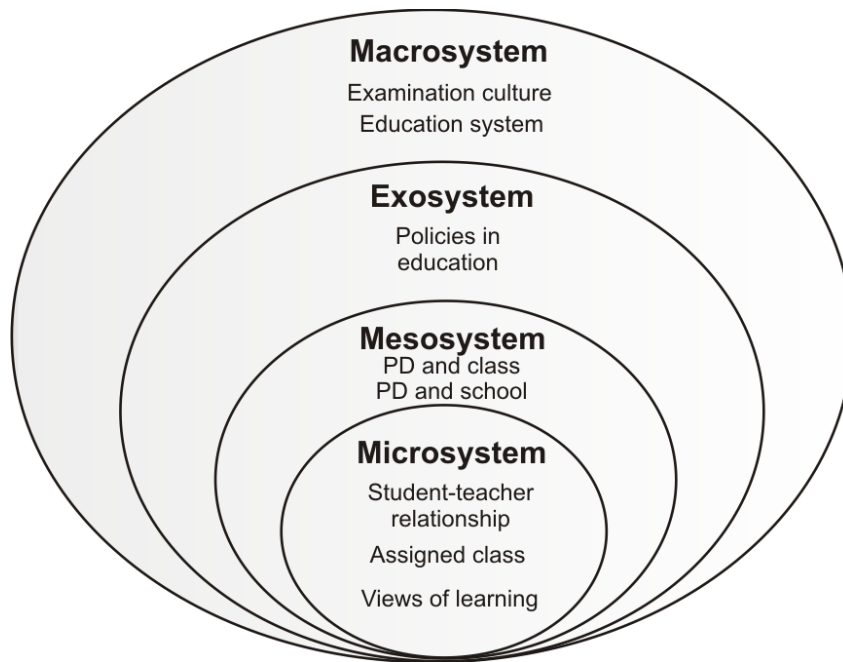 Macrosystem
Examination culture
Education system
Exosystem
Policies in
education
Mesosystem
PD and class
PD and school
Microsystem
Student-teacher
relationship
Assigned class
Views of learning